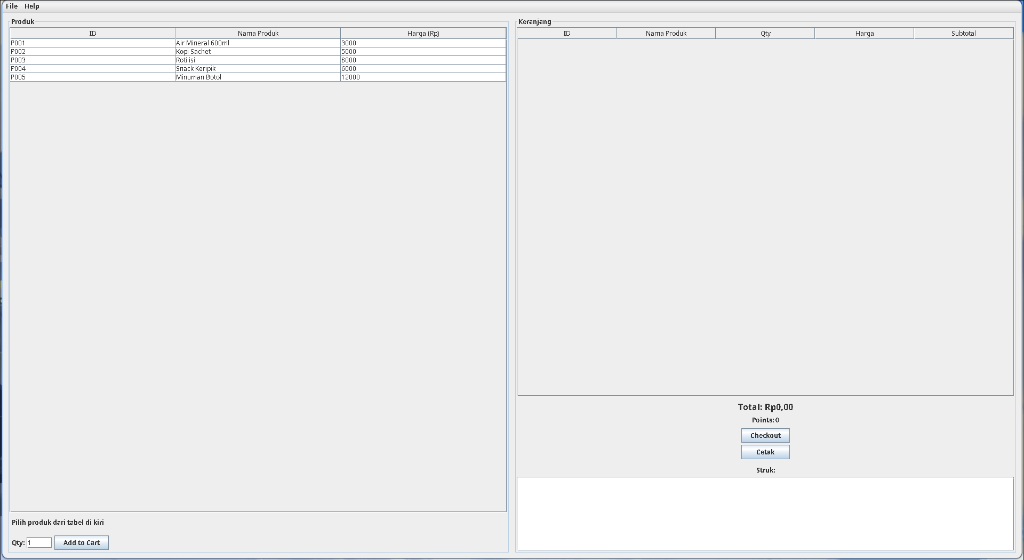 File Help
Produk
ID Nama Produk Harga (Rp)
P001 Air Mineral 600ml 3000
P002 Kopi Sachet 5000
P003 Roti Isi 8000
P004 Snack Keripik 6000
P005 Minuman Botol 12000
Pilih produk dari tabel di kiri
Qty: 1 Add to Cart
Keranjang
ID Nama Produk Qty Harga Subtotal
Total: Rp0,00
Points: 0
Checkout
Cetak
Struk: